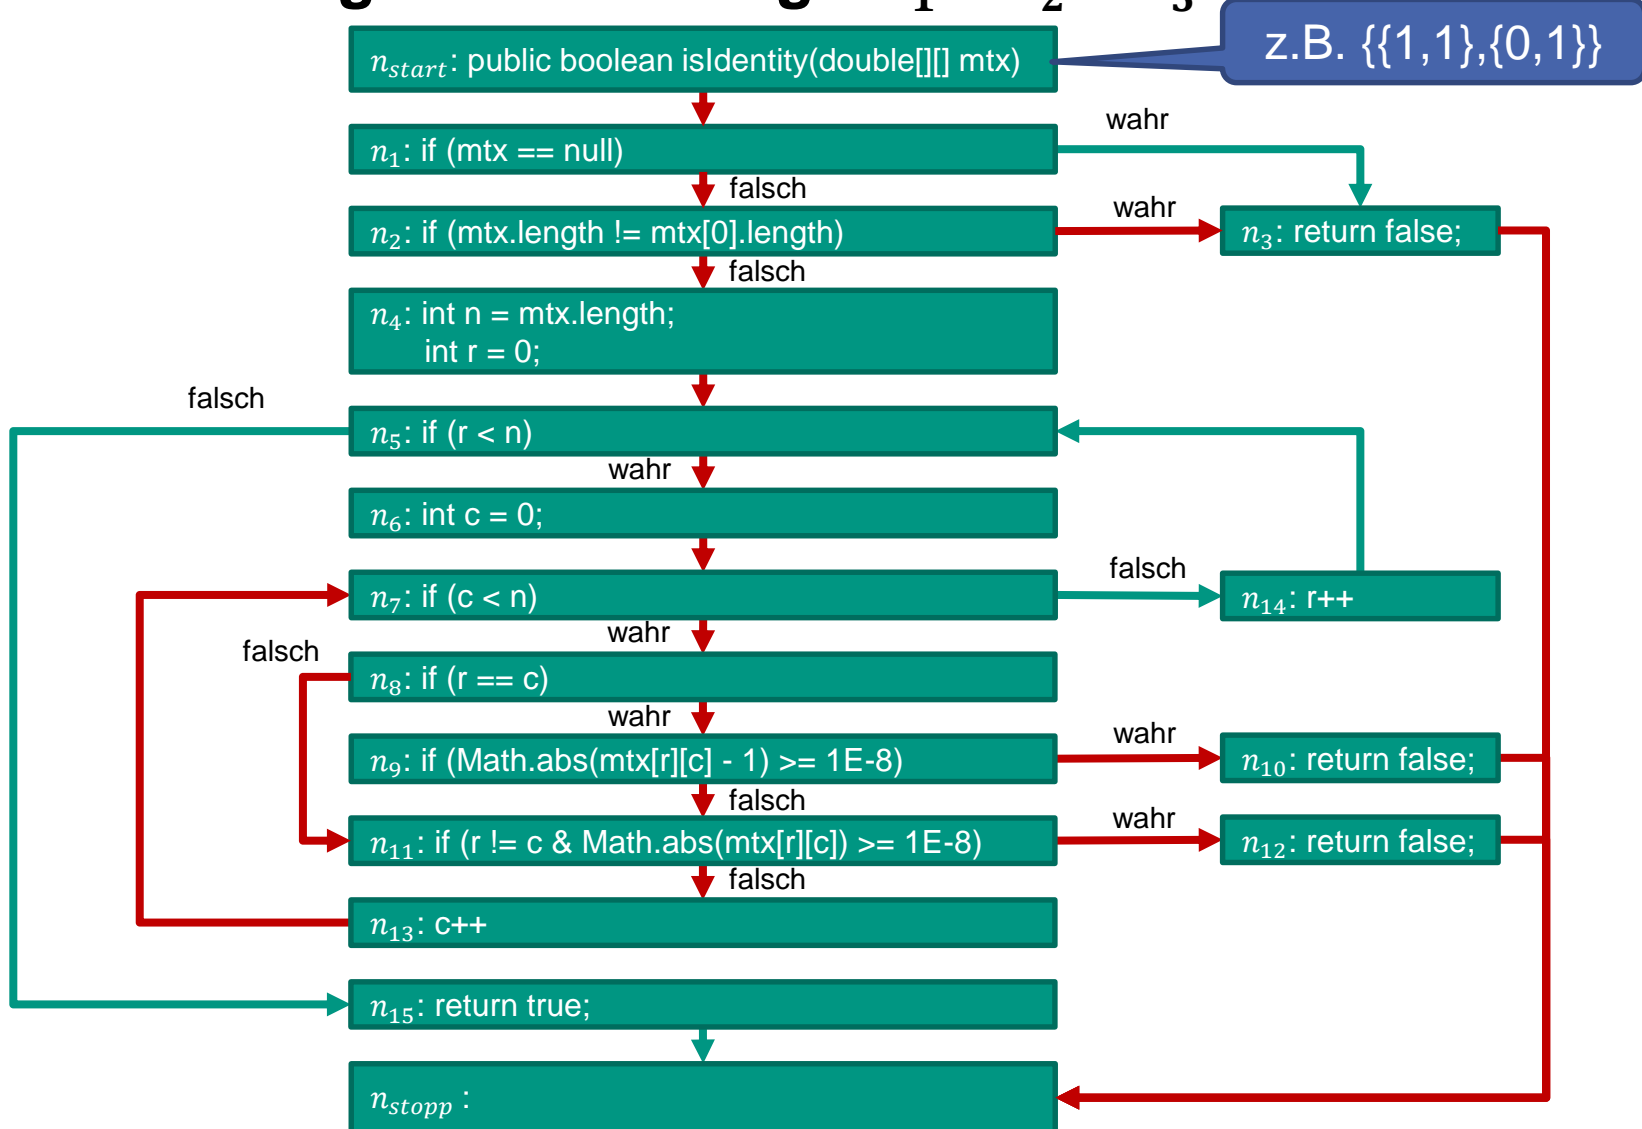 z.B. {{1,1},{0,1}}
n_start: public boolean isIdentity(double[][] mtx)
wahr
n_1: if (mtx == null)
falsch
wahr
n_2: if (mtx.length != mtx[0].length)
n_3: return false;
falsch
n_4: int n = mtx.length;
int r = 0;
falsch
n_5: if (r < n)
wahr
n_6: int c = 0;
falsch
n_7: if (c < n)
n_14: r++
wahr
falsch
n_8: if (r == c)
wahr
wahr
n_9: if (Math.abs(mtx[r][c] - 1) >= 1E-8)
n_10: return false;
falsch
wahr
n_11: if (r != c & Math.abs(mtx[r][c]) >= 1E-8)
n_12: return false;
falsch
n_13: c++
n_15: return true;
n_stopp :